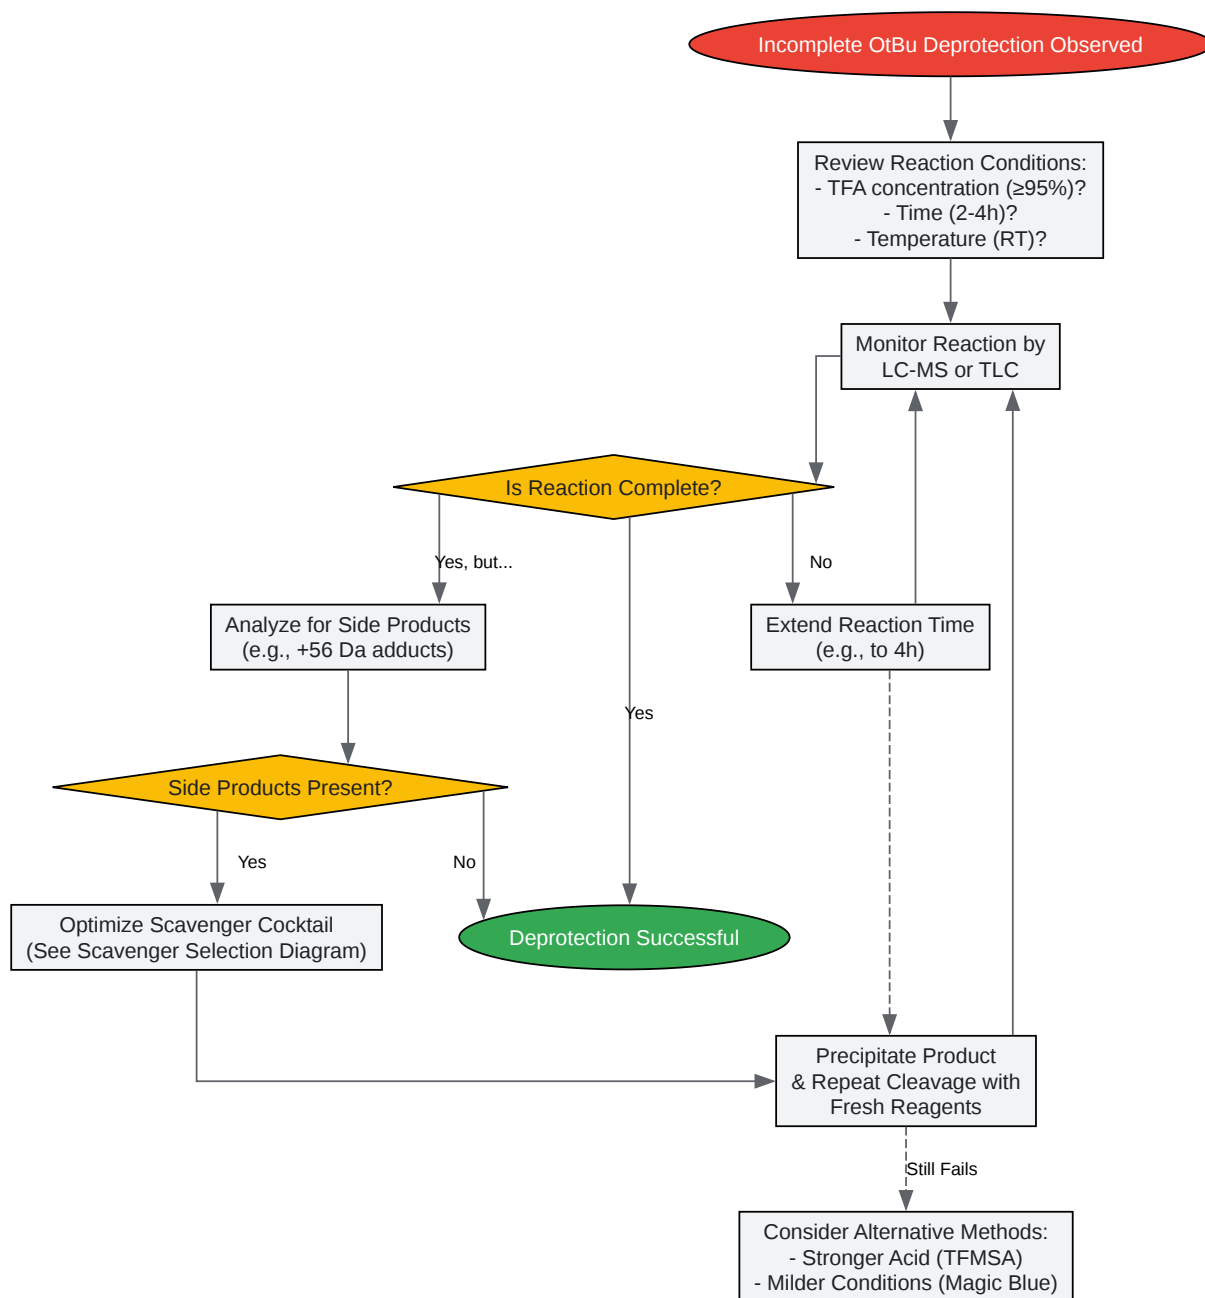 Incomplete OtBu Deprotection Observed
Review Reaction Conditions:
- TFA concentration (≥95%)?
- Time (2-4h)?
- Temperature (RT)?
Monitor Reaction by
LC-MS or TLC
Is Reaction Complete?
Yes, but...
No
Analyze for Side Products
(e.g., +56 Da adducts)
Extend Reaction Time
(e.g., to 4h)
Yes
Side Products Present?
Yes
No
Optimize Scavenger Cocktail
(See Scavenger Selection Diagram)
Deprotection Successful
Precipitate Product
& Repeat Cleavage with
Fresh Reagents
Still Fails
Consider Alternative Methods:
- Stronger Acid (TFMSA)
- Milder Conditions (Magic Blue)